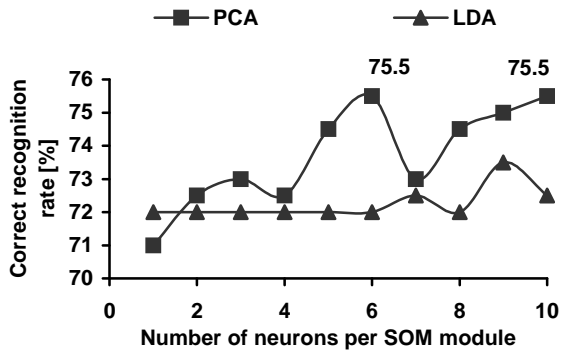 PCA LDA
75.5 75.5
76
75
74
73
72
71
70
Correct recognition
rate [%]
0 2 4 6 8 10
Number of neurons per SOM module